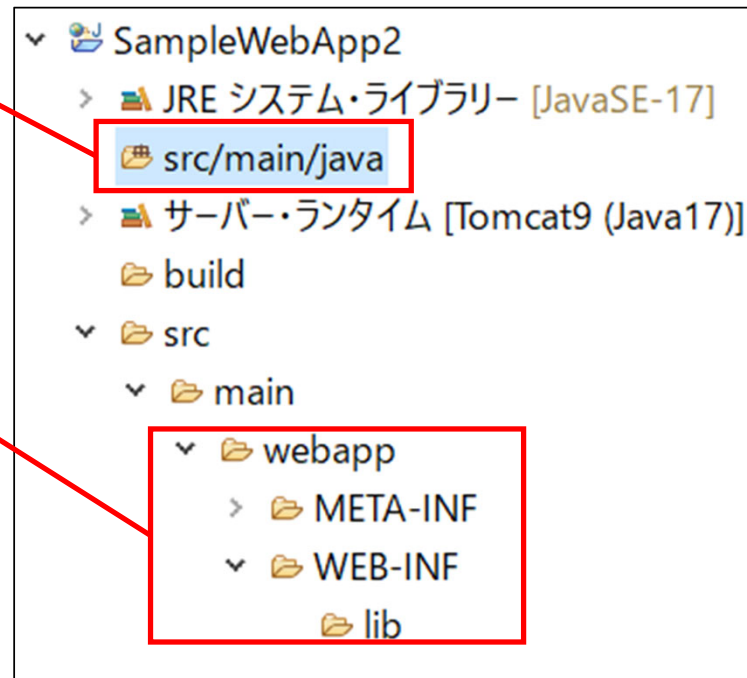 SampleWebApp2
JRE システム・ライブラリー [JavaSE-17]
src/main/java
サーバー・ランタイム [Tomcat9 (Java17)]
build
src
main
webapp
META-INF
WEB-INF
lib